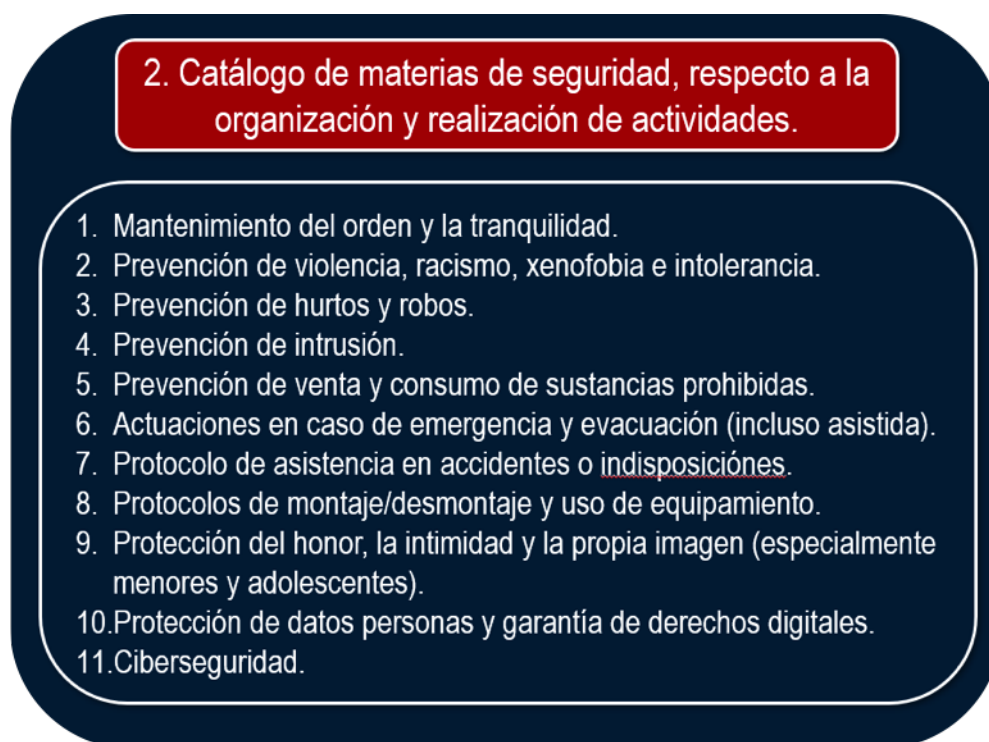 2. Catálogo de materias de seguridad, respecto a la
organización y realización de actividades.
1. Mantenimiento del orden y la tranquilidad.
2. Prevención de violencia, racismo, xenofobia e intolerancia.
3. Prevención de hurtos y robos.
4. Prevención de intrusión.
5. Prevención de venta y consumo de sustancias prohibidas.
6. Actuaciones en caso de emergencia y evacuación (incluso asistida).
7. Protocolo de asistencia en accidentes o indisposiciónes.
8. Protocolos de montaje/desmontaje y uso de equipamiento.
9. Protección del honor, la intimidad y la propia imagen (especialmente
menores y adolescentes).
10.Protección de datos personas y garantía de derechos digitales.
11.Ciberseguridad.